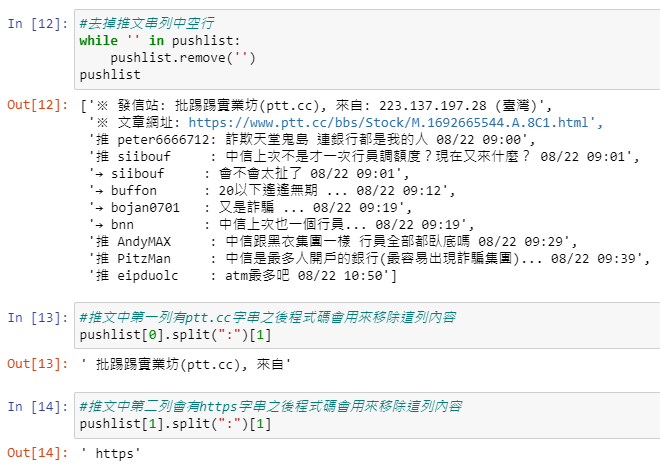 In [12]: #去掉推文串列中空行
while '' in pushlist:
    pushlist.remove('')
pushlist
Out[12]: ['※ 發信站: 批踢踢實業坊(ptt.cc), 來自: 223.137.197.28 (臺灣)',
'※ 文章網址: https://www.ptt.cc/bbs/Stock/M.1692665544.A.8C1.html',
'推 peter6666712: 詐欺天堂鬼島 連銀行都是我的人 08/22 09:00',
'推 siibouf     : 中信上次不是才一次行員調額度？現在又來什麼？ 08/22 09:01',
'→ siibouf     : 會不會太扯了 08/22 09:01',
'→ buffon      : 20以下遙遙無期 ... 08/22 09:12',
'→ bojan0701   : 又是詐騙 ... 08/22 09:19',
'→ bnn         : 中信上次也一個行員... 08/22 09:19',
'推 AndyMAX     : 中信跟黑衣集團一樣 行員全部都臥底嗎 08/22 09:29',
'推 PitzMan     : 中信是最多人開戶的銀行(最容易出現詐騙集團)... 08/22 09:39',
'推 eipduolc    : atm最多吧 08/22 10:50']
In [13]: #推文中第一列有ptt.cc字串之後程式碼會用來移除這列內容
pushlist[0].split(":")[1]
Out[13]: ' 批踢踢實業坊(ptt.cc), 來自'
In [14]: #推文中第二列會有https字串之後程式碼會用來移除這列內容
pushlist[1].split(":")[1]
Out[14]: ' https'